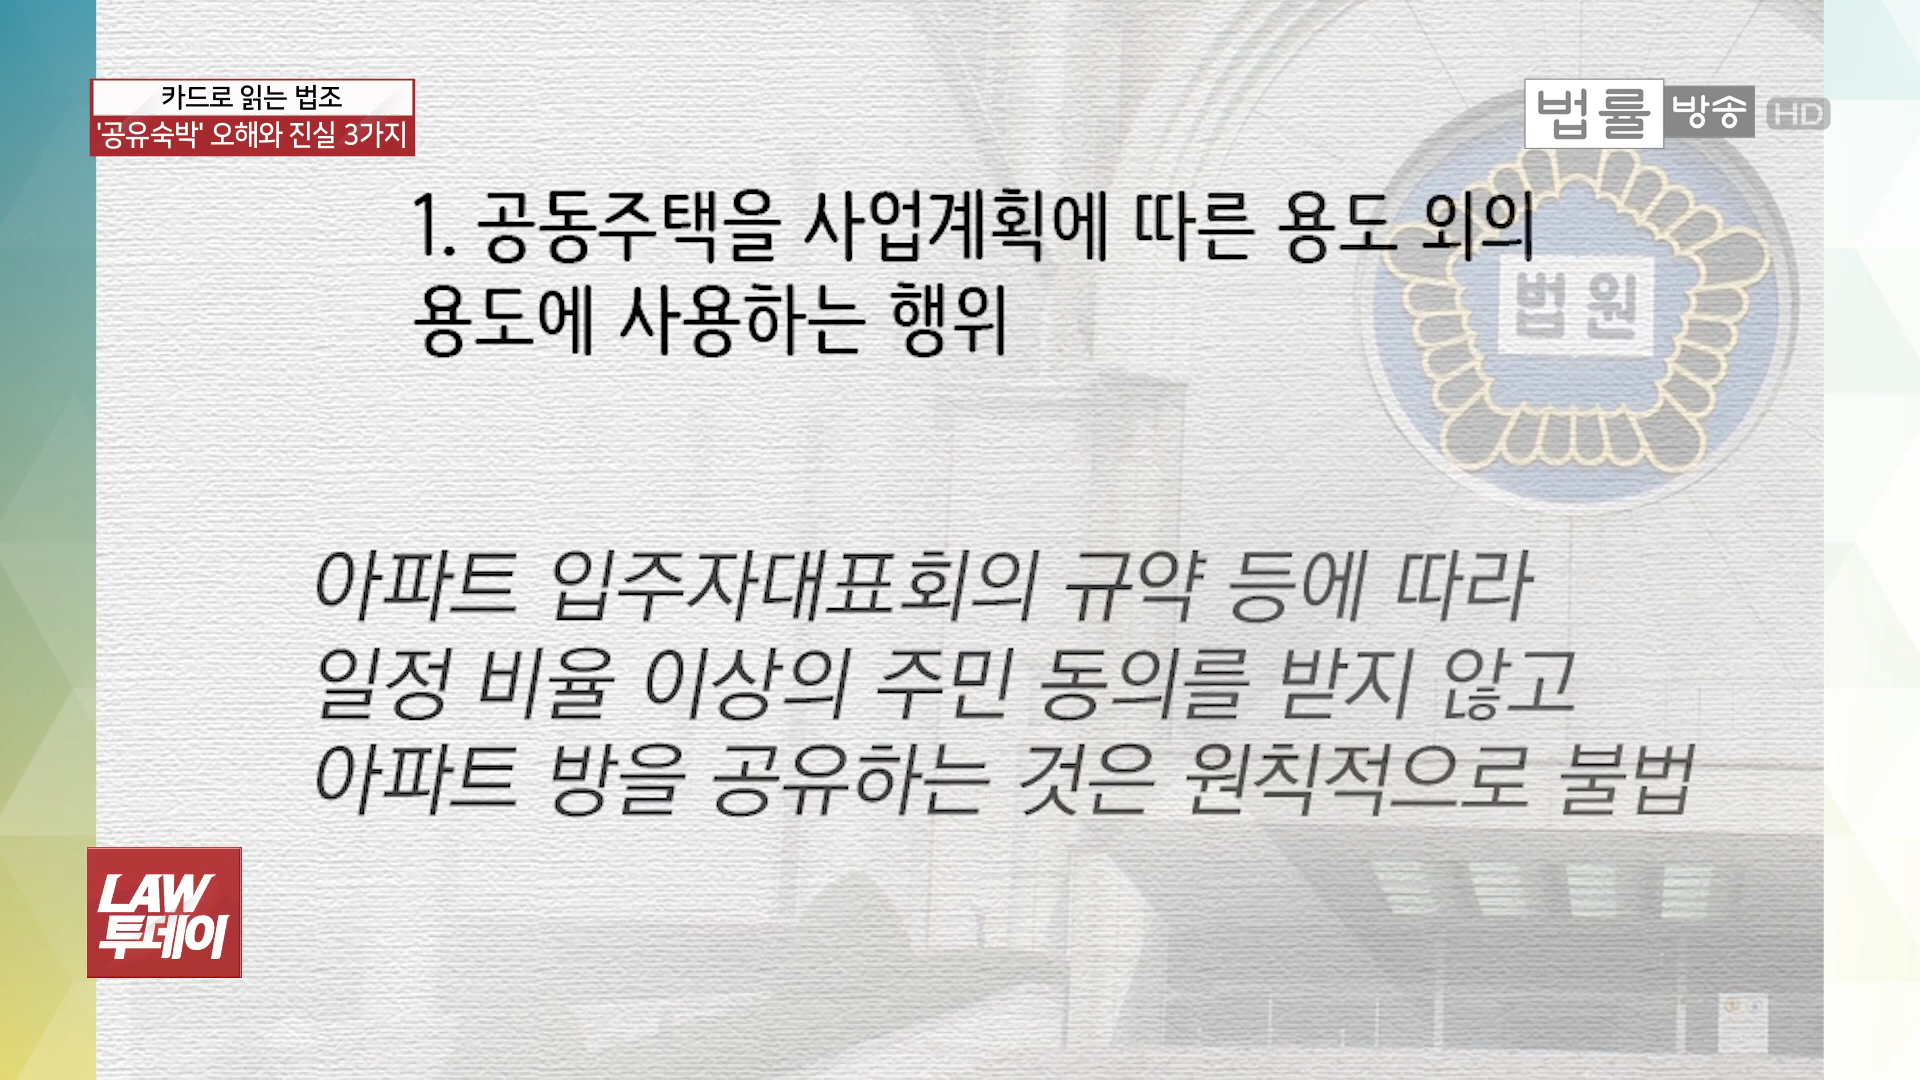 카드로 읽는 법조
'공유숙박' 오해와 진실 3가지
법률방송 HD
1. 공동주택을 사업계획에 따른 용도 외의
용도에 사용하는 행위
법원
아파트 입주자대표회의 규약 등에 따라
일정 비율 이상의 주민 동의를 받지 않고
아파트 방을 공유하는 것은 원칙적으로 불법
LAW
투데이